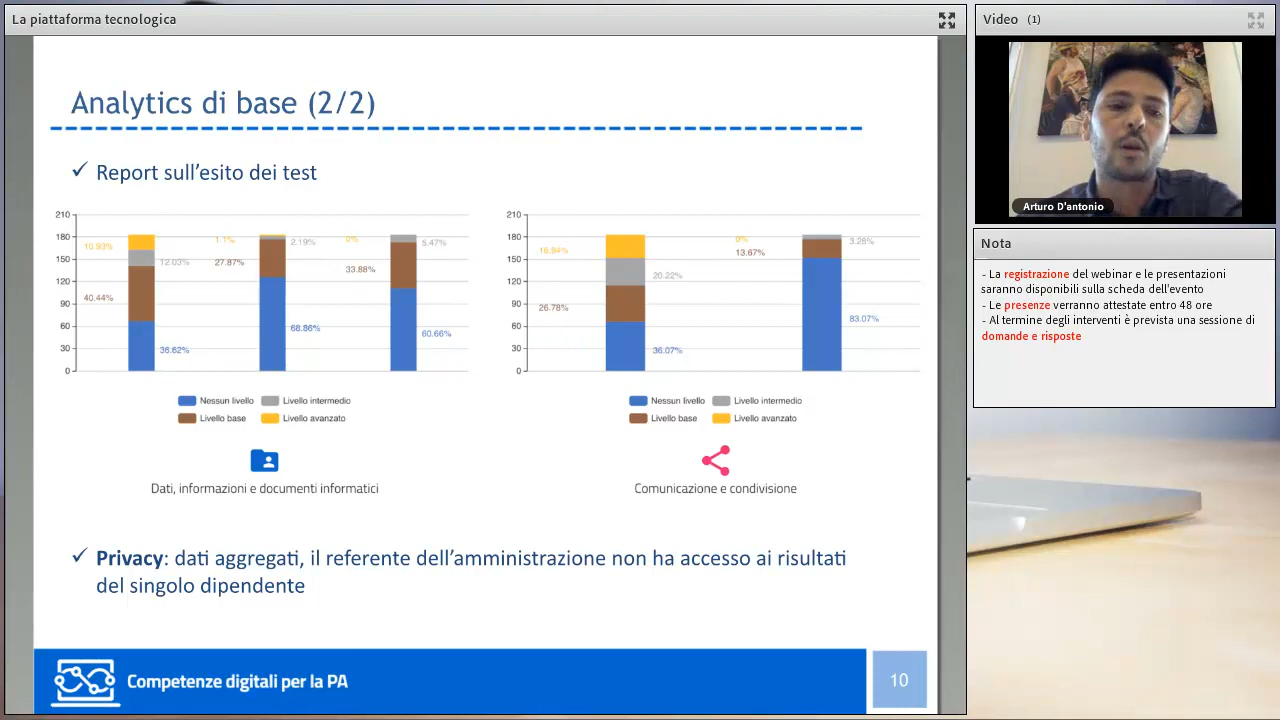 La piattaforma tecnologica
Analytics di base (2/2)
✓ Report sull'esito dei test
210
180
150
120
90
60
30
0
10.93%
12.03%
40.44%
36.62%
1.1%
2.19%
27.87%
68.86%
0%
5.47%
33.88%
60.66%
Nessun livello
Livello intermedio
Livello base
Livello avanzato
Dati, informazioni e documenti informatici
210
180
150
120
90
60
30
0
16.94%
20.22%
26.78%
36.07%
0%
3.28%
13.67%
83.07%
Nessun livello
Livello intermedio
Livello base
Livello avanzato
Comunicazione e condivisione
✓ Privacy: dati aggregati, il referente dell'amministrazione non ha accesso ai risultati
del singolo dipendente
Competenze digitali per la PA
10
Video (1)
Arturo D'antonio
Nota
- La registrazione del webinar e le presentazioni
saranno disponibili sulla scheda dell'evento
- Le presenze verranno attestate entro 48 ore
- Al termine degli interventi è prevista una sessione di
domande e risposte